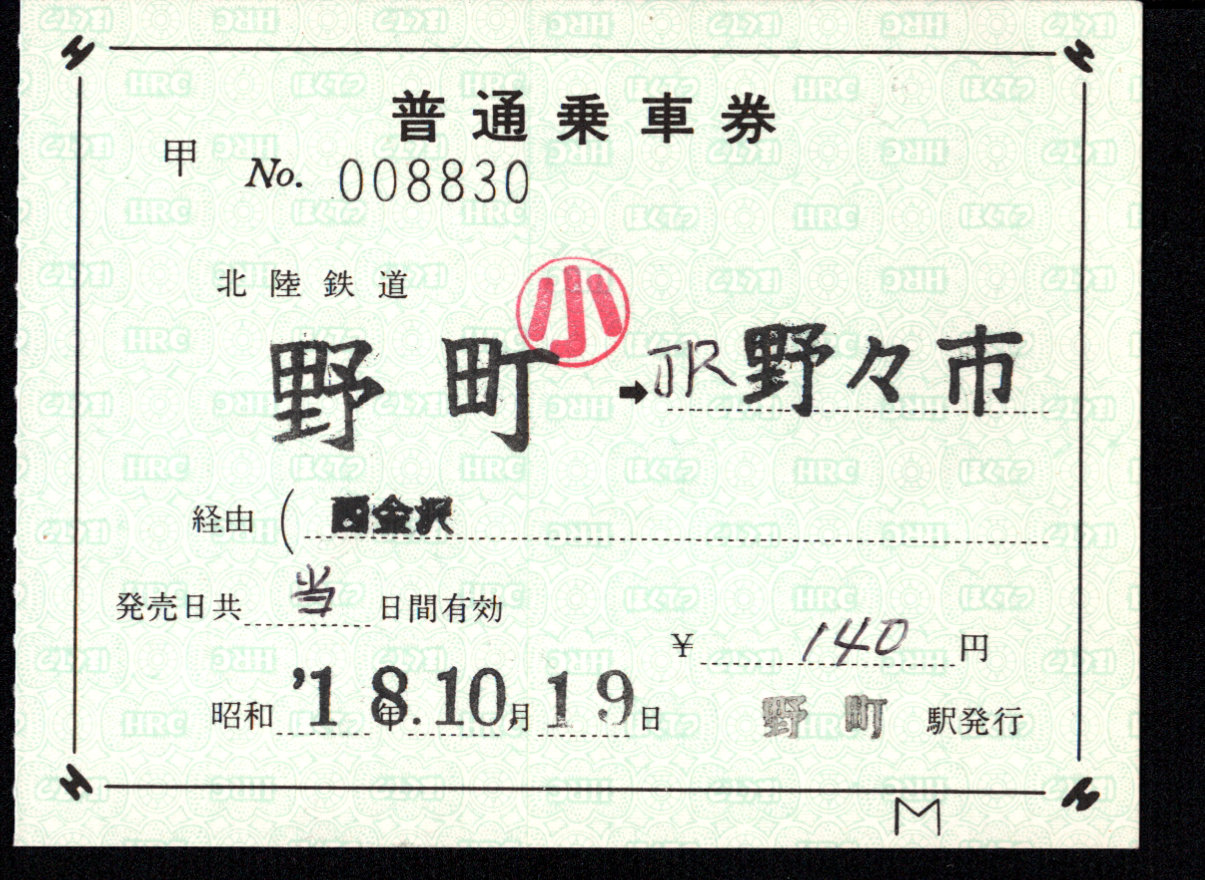 普通乗車券
甲 No. 008830
北陸鉄道
小
野町 ➡ JR 野々市
経由 ( 西金沢
発売日共 当 日間有効
¥ 140 円
昭和 '18年.10月19日
野町 駅発行
M